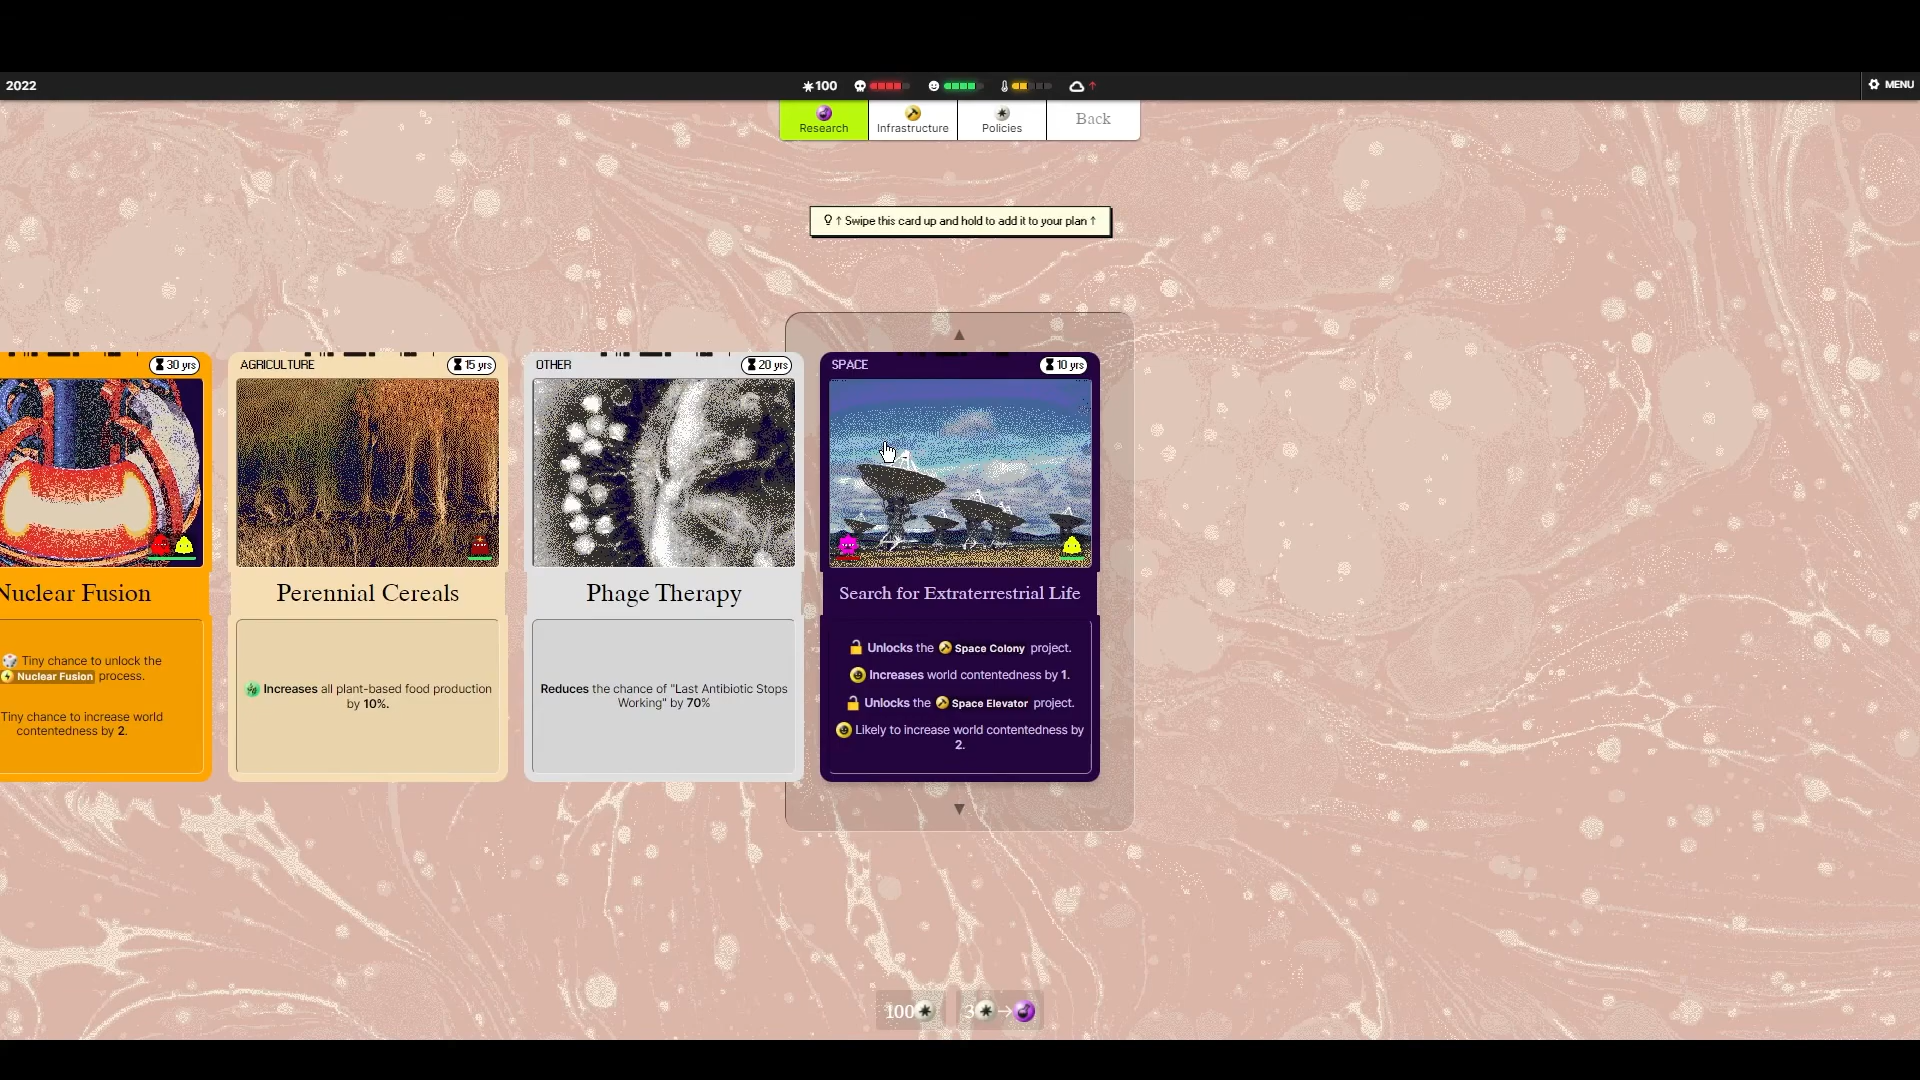 2022
100
MENU
Research
Infrastructure
Policies
Back
↑ Swipe this card up and hold to add it to your plan ↑
30 yrs
Nuclear Fusion
Tiny chance to unlock the
Nuclear Fusion process.
Tiny chance to increase world
contentedness by 2.
AGRICULTURE
15 yrs
Perennial Cereals
Increases all plant-based food production
by 10%.
OTHER
20 yrs
Phage Therapy
Reduces the chance of "Last Antibiotic Stops
Working" by 70%
SPACE
10 yrs
Search for Extraterrestrial Life
Unlocks the Space Colony project.
Increases world contentedness by 1.
Unlocks the Space Elevator project.
Likely to increase world contentedness by
2.
100
3 →